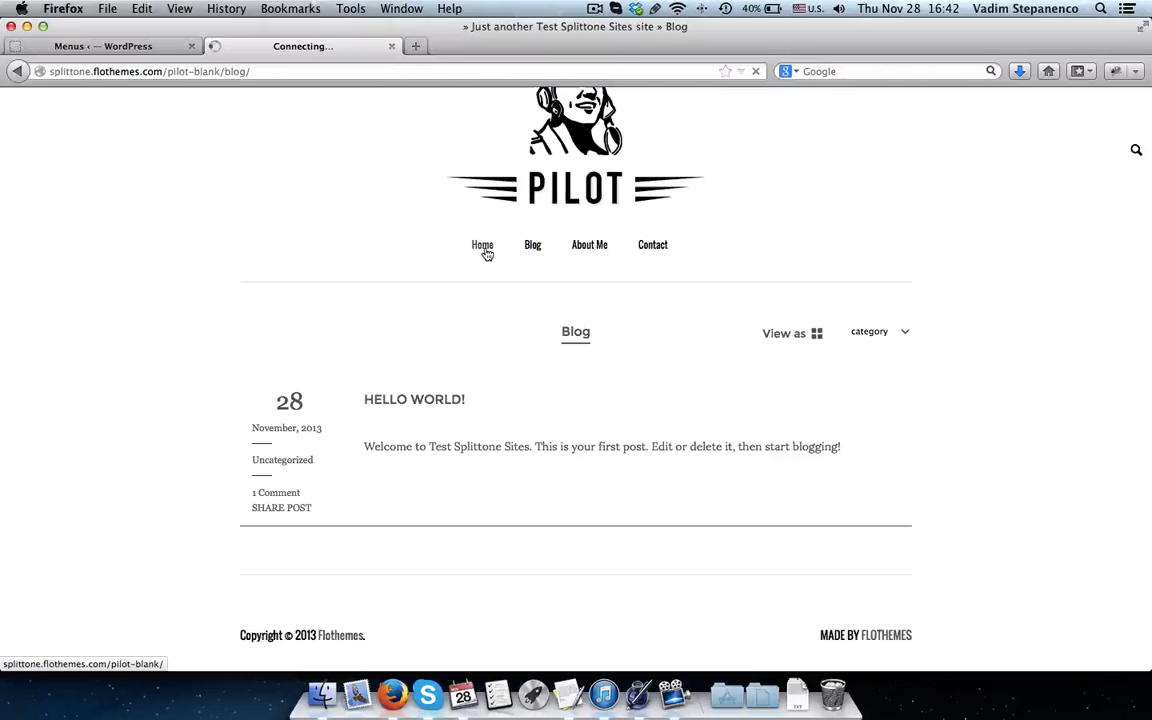 Firefox File Edit View History Bookmarks Tools Window Help 40% U.S. Thu Nov 28 16:42 Vadim Stepanenco
» Just another Test Splittone Sites site » Blog
Menus ‹ — WordPress Connecting...
splittone.flothemes.com/pilot-blank/blog/ Google
PILOT
Home Blog About Me Contact
Blog View as category
28 HELLO WORLD!
November, 2013
Welcome to Test Splittone Sites. This is your first post. Edit or delete it, then start blogging!
Uncategorized
1 Comment
SHARE POST
Copyright © 2013 Flothemes. MADE BY FLOTHEMES
splittone.flothemes.com/pilot-blank/
28
TXT